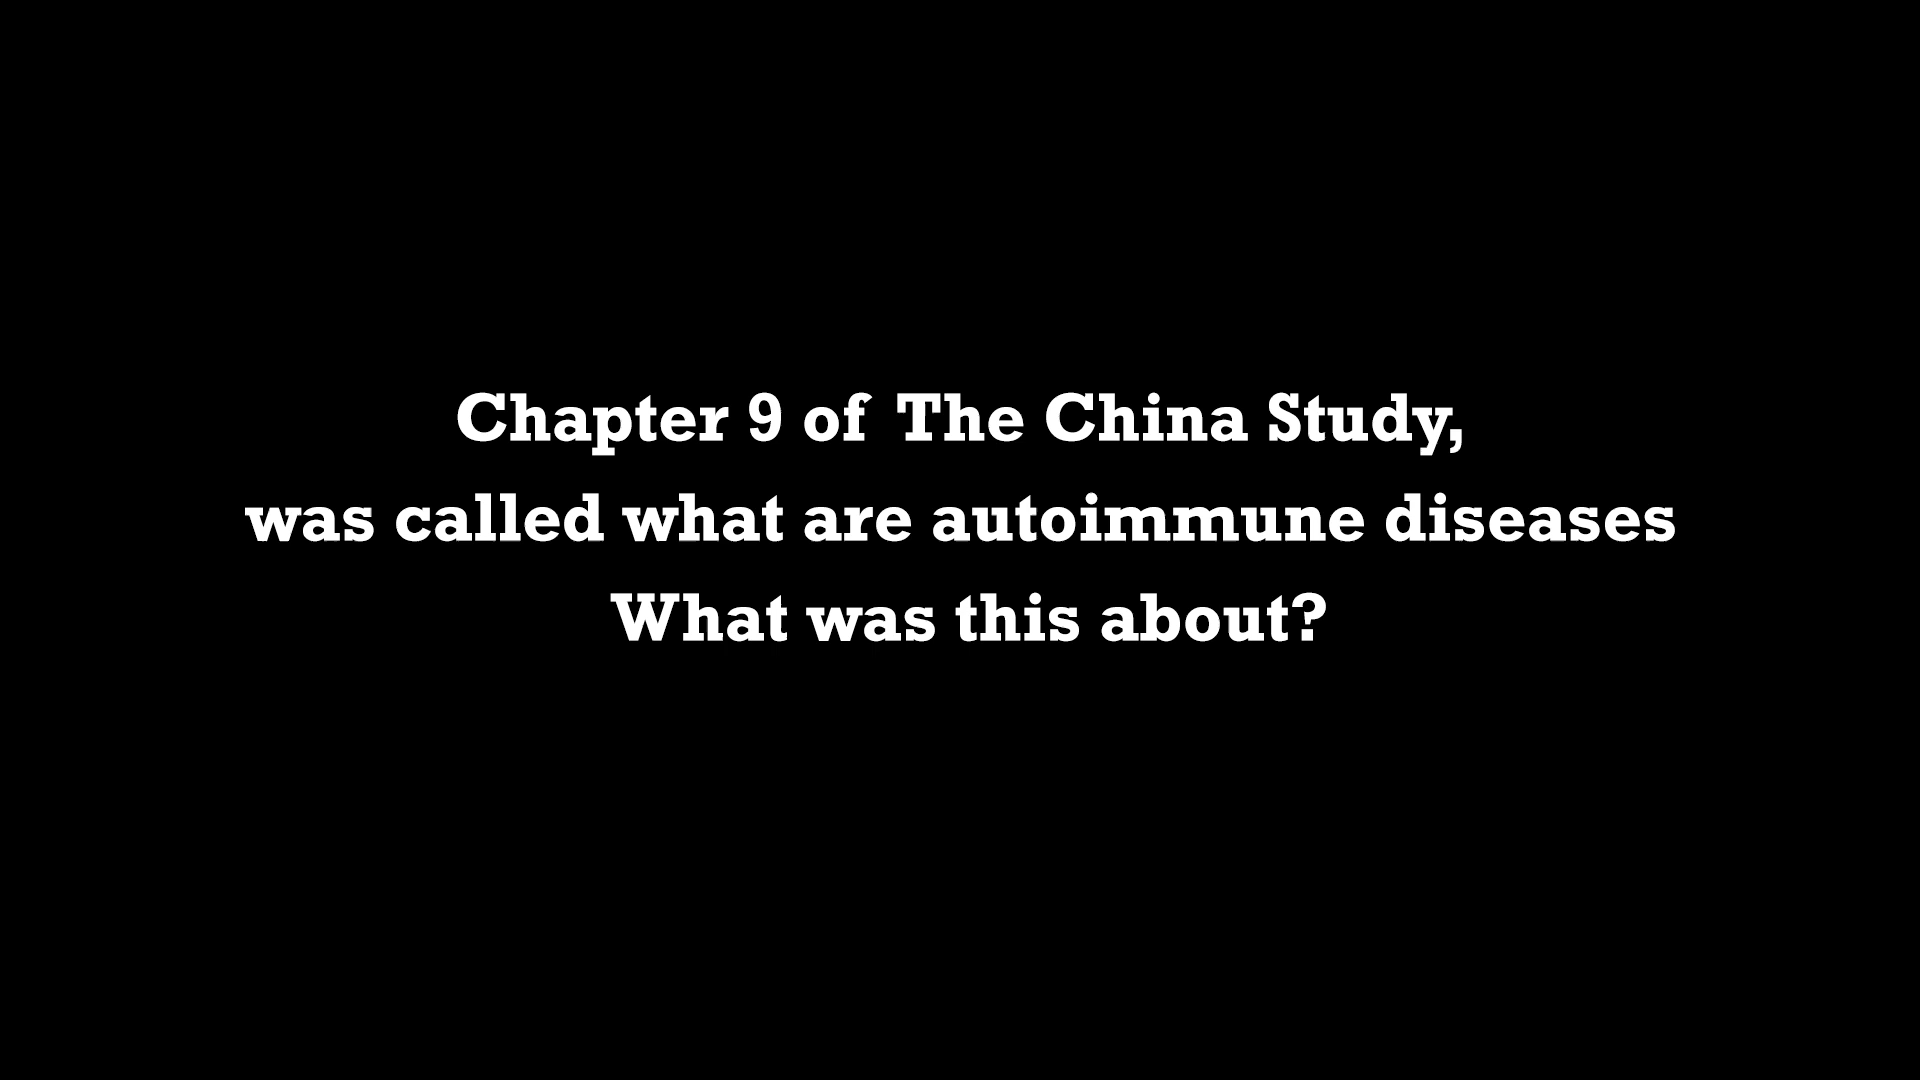 Chapter 9 of The China Study,
was called what are autoimmune diseases
What was this about?